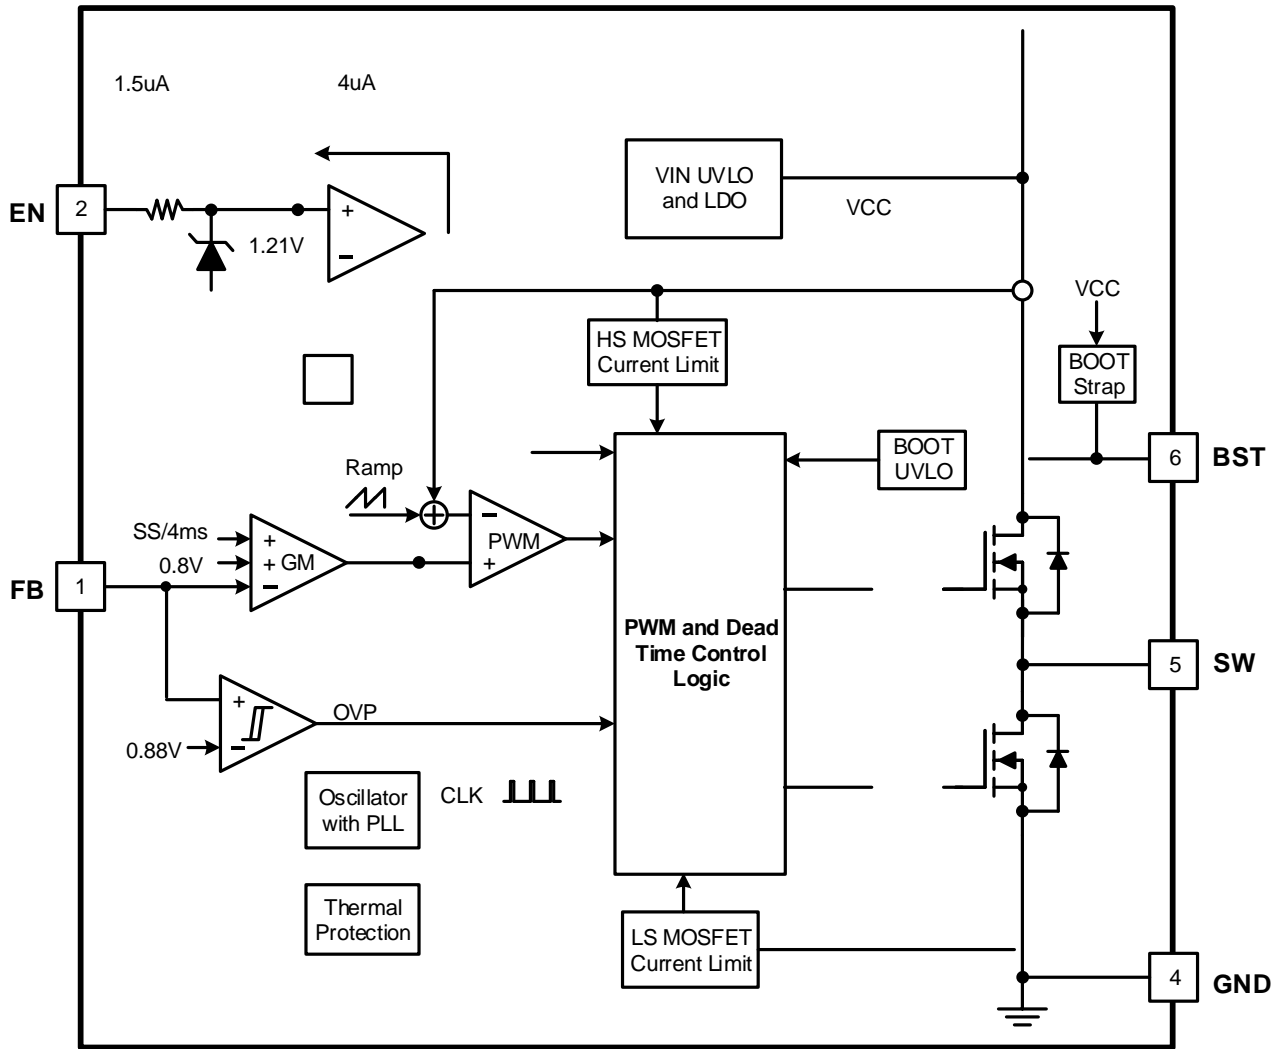 1.5uA
4uA
EN
2
+
−
1.21V
VIN UVLO
and LDO
VCC
VCC
HS MOSFET
Current Limit
BOOT
Strap
BOOT
UVLO
6
BST
Ramp
+
−
PWM
+
SS/4ms
0.8V
+
+
−
GM
FB
1
PWM and Dead
Time Control
Logic
5
SW
+
−
OVP
0.88V
Oscillator
with PLL
CLK
Thermal
Protection
LS MOSFET
Current Limit
4
GND